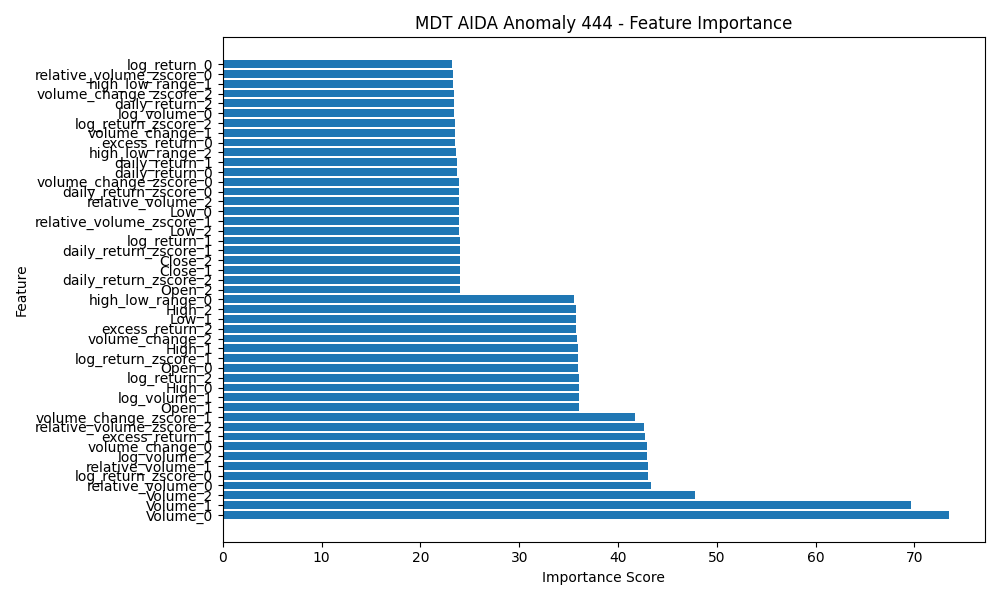 MDT AIDA Anomaly 444 - Feature Importance
log_return_0
relative_volume_zscore_0
high_low_range_1
volume_change_zscore_2
daily_return_2
log_volume_0
log_return_zscore_2
volume_change_1
excess_return_0
high_low_range_2
daily_return_1
daily_return_0
volume_change_zscore_0
daily_return_zscore_0
relative_volume_2
Low_0
relative_volume_zscore_1
Low_2
log_return_1
daily_return_zscore_1
Close_2
Close_1
daily_return_zscore_2
Open_2
high_low_range_0
High_2
Low_1
excess_return_2
volume_change_2
High_1
log_return_zscore_1
Open_0
log_return_2
High_0
log_volume_1
Open_1
volume_change_zscore_1
relative_volume_zscore_2
excess_return_1
volume_change_0
log_volume_2
relative_volume_1
log_return_zscore_0
relative_volume_0
Volume_2
Volume_1
Volume_0
Feature
0 10 20 30 40 50 60 70
Importance Score